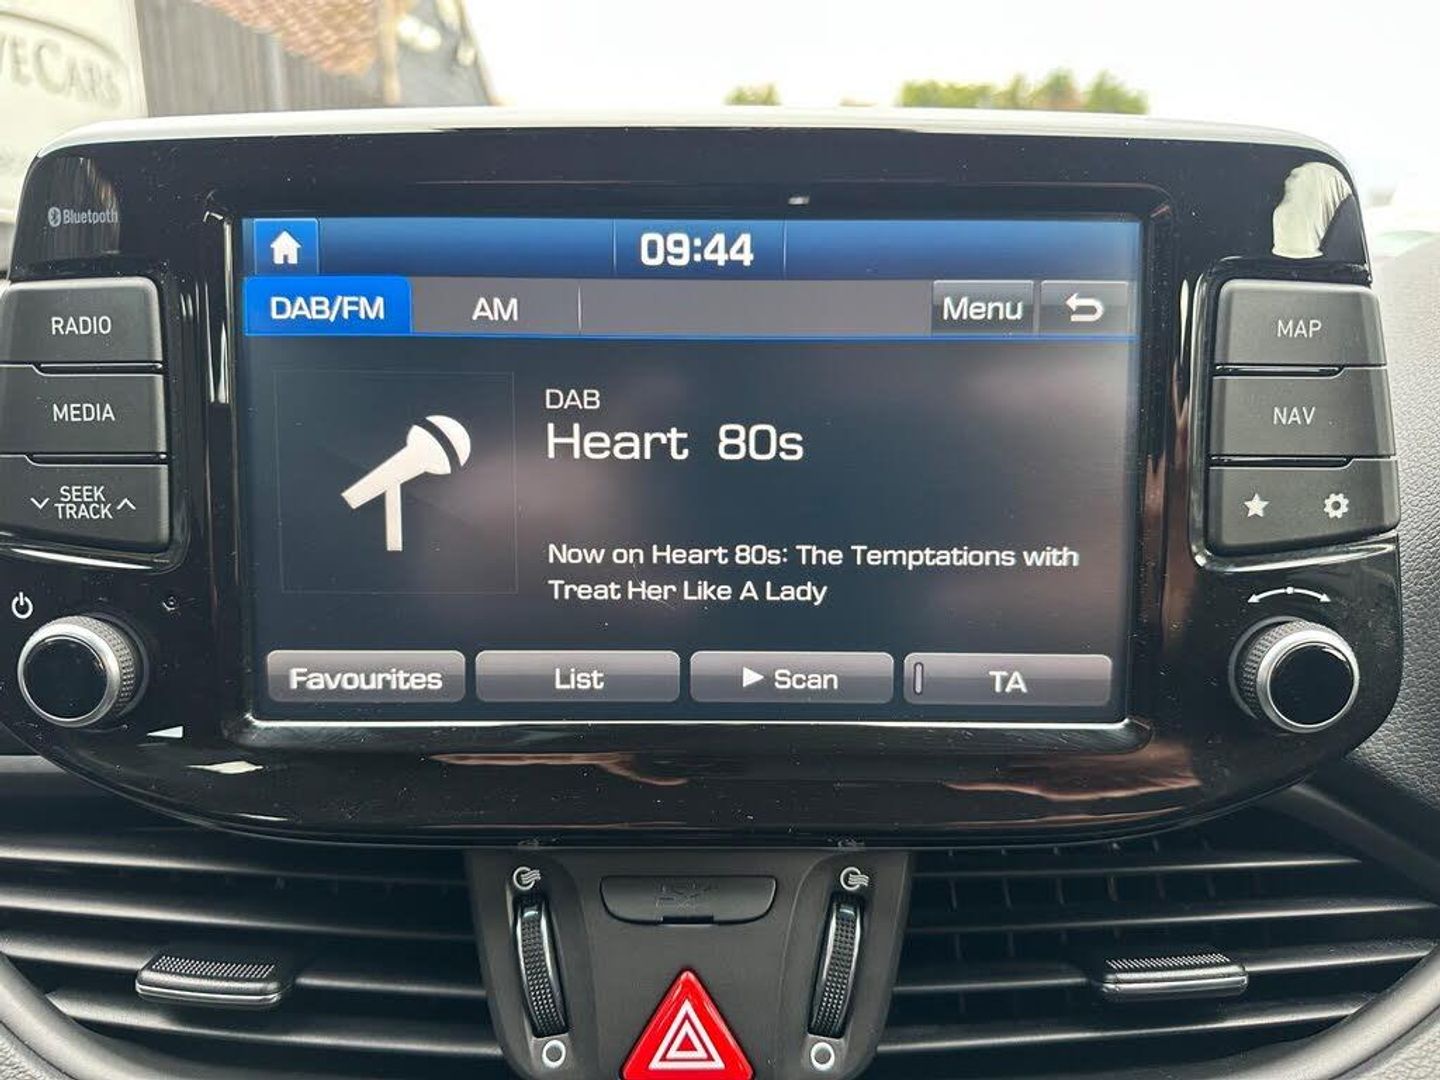 Bluetooth
09:44
DAB/FM
AM
Menu
RADIO
MAP
DAB
Heart 80s
MEDIA
NAV
SEEK
TRACK
Now on Heart 80s: The Temptations with
Treat Her Like A Lady
Favourites
List
Scan
TA